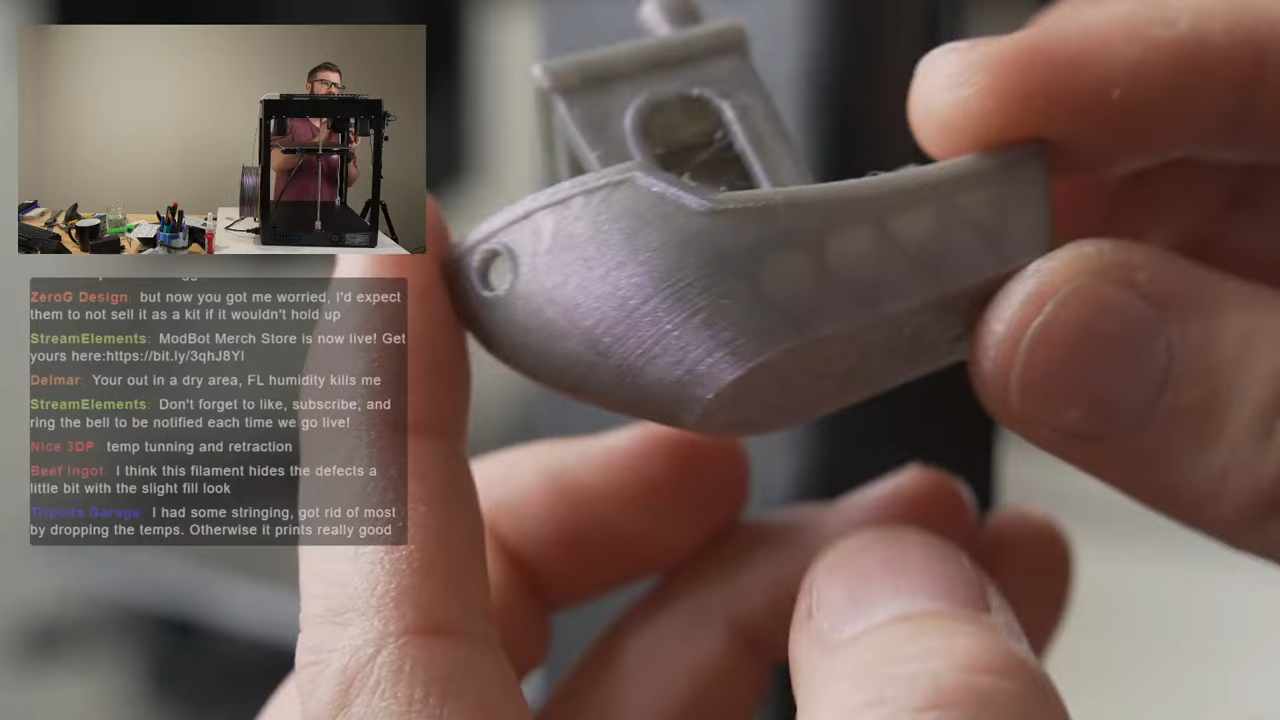 ZeroG Design: but now you got me worried, I'd expect
them to not sell it as a kit if it wouldn't hold up
StreamElements: ModBot Merch Store is now live! Get
yours here:https://bit.ly/3qhJ8YI
Delmar: Your out in a dry area, FL humidity kills me
StreamElements: Don't forget to like, subscribe, and
ring the bell to be notified each time we go live!
Nice 3DP: temp tunning and retraction
Beef Ingot: I think this filament hides the defects a
little bit with the slight fill look
Tripods Garage: I had some stringing, got rid of most
by dropping the temps. Otherwise it prints really good